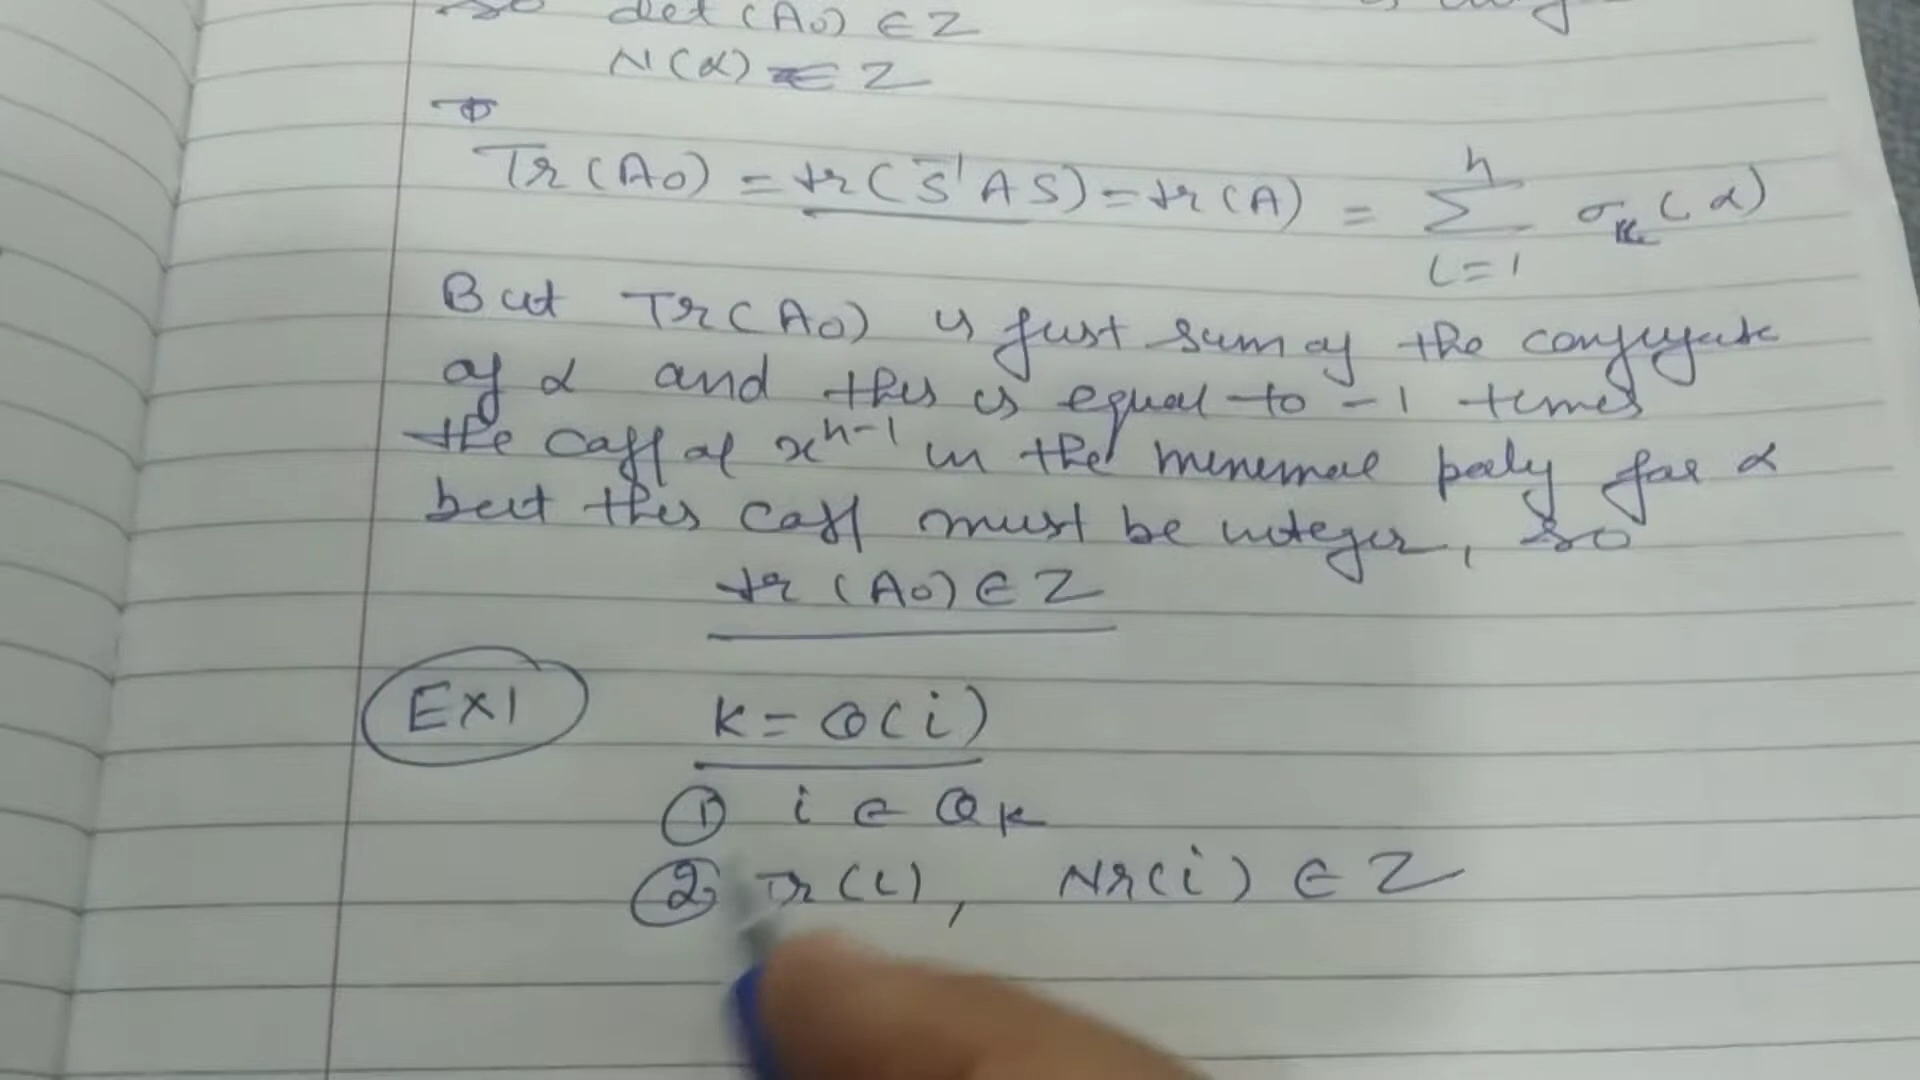 so det (A₀) ∈ Z
N(α) ∈ Z
Tr(A₀) = tr(S⁻¹AS) = tr(A) = Σ_{i=1}^{n} σ_k(α)
But Tr(A₀) is just sum of the conjugate
of α and this is equal to -1 times
the coff of xⁿ⁻¹ in the minimal poly for α
but this coff must be integer, so
tr (A₀) ∈ Z
EX1 K = Q(i)
① i ∈ O_K
② Tr(i), Nr(i) ∈ Z